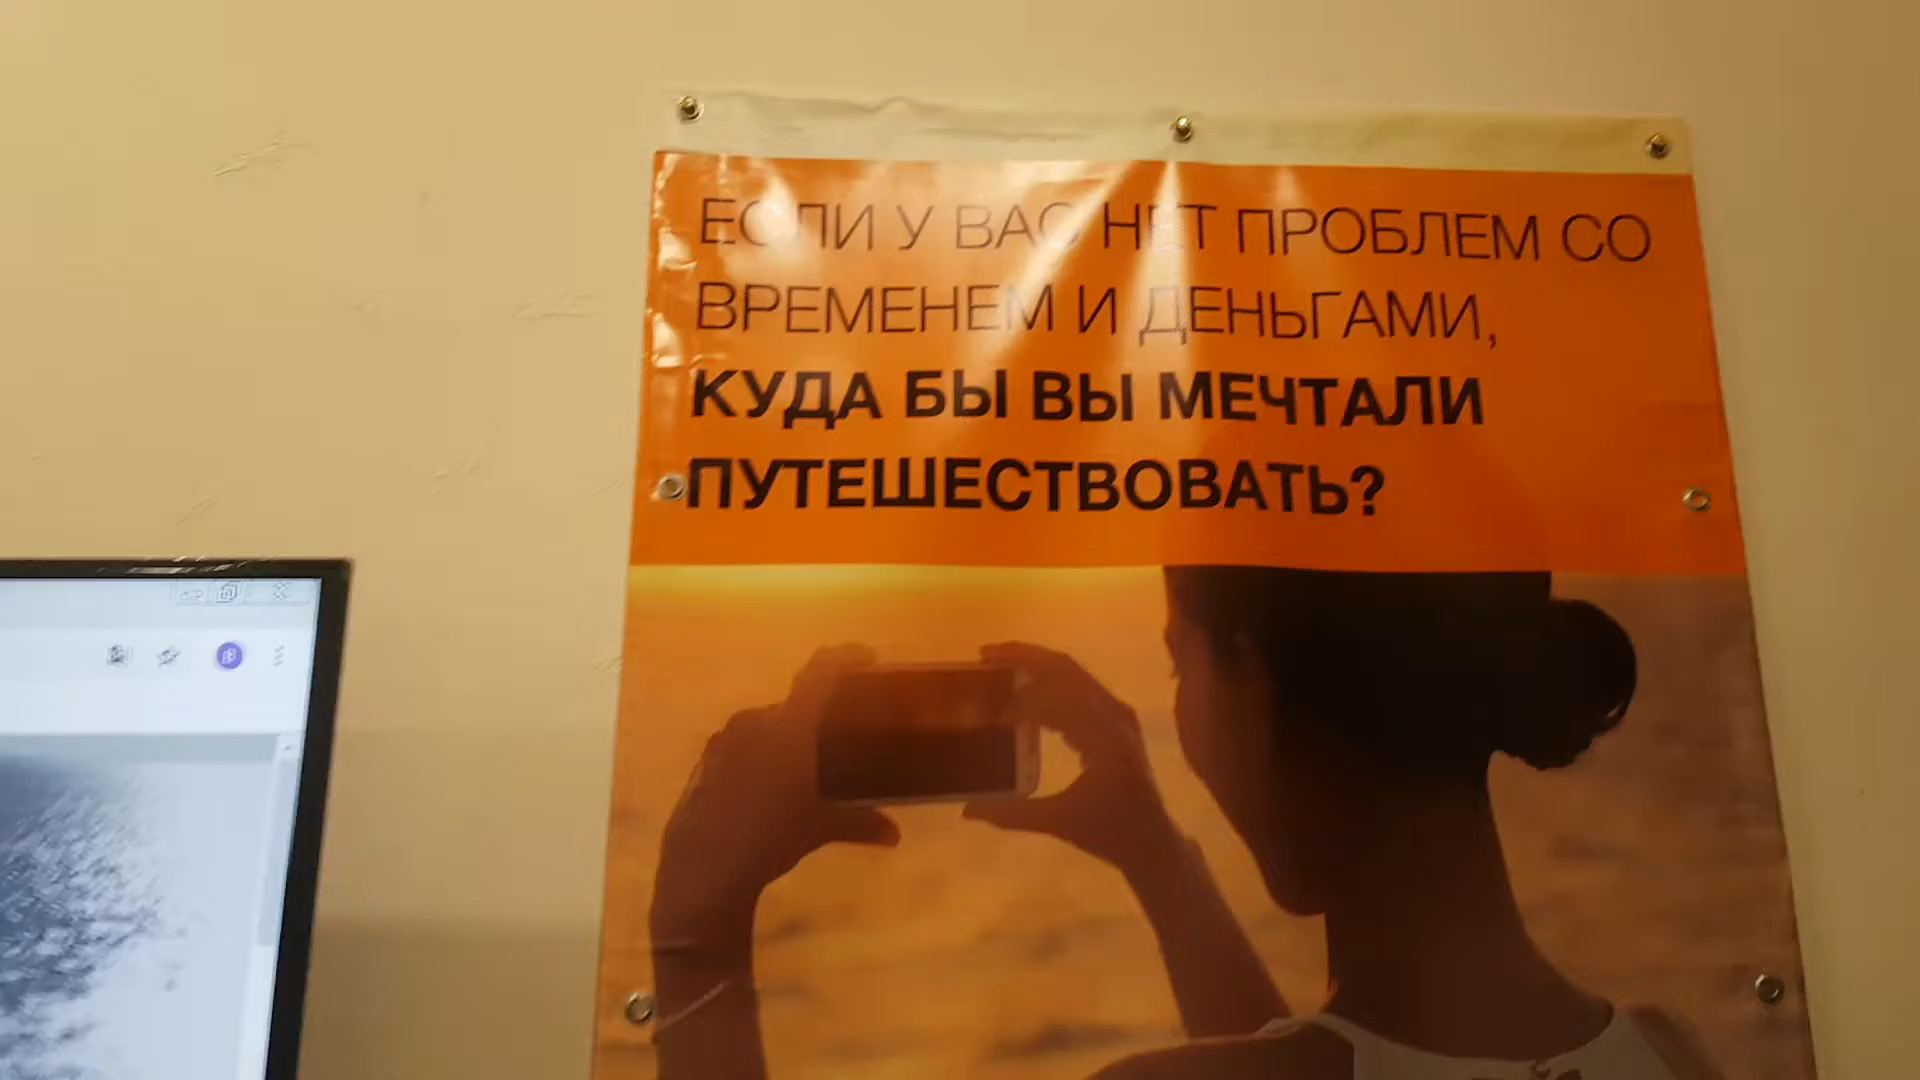 ЕСЛИ У ВАС НЕТ ПРОБЛЕМ СО
ВРЕМЕНЕМ И ДЕНЬГАМИ,
КУДА БЫ ВЫ МЕЧТАЛИ
ПУТЕШЕСТВОВАТЬ?